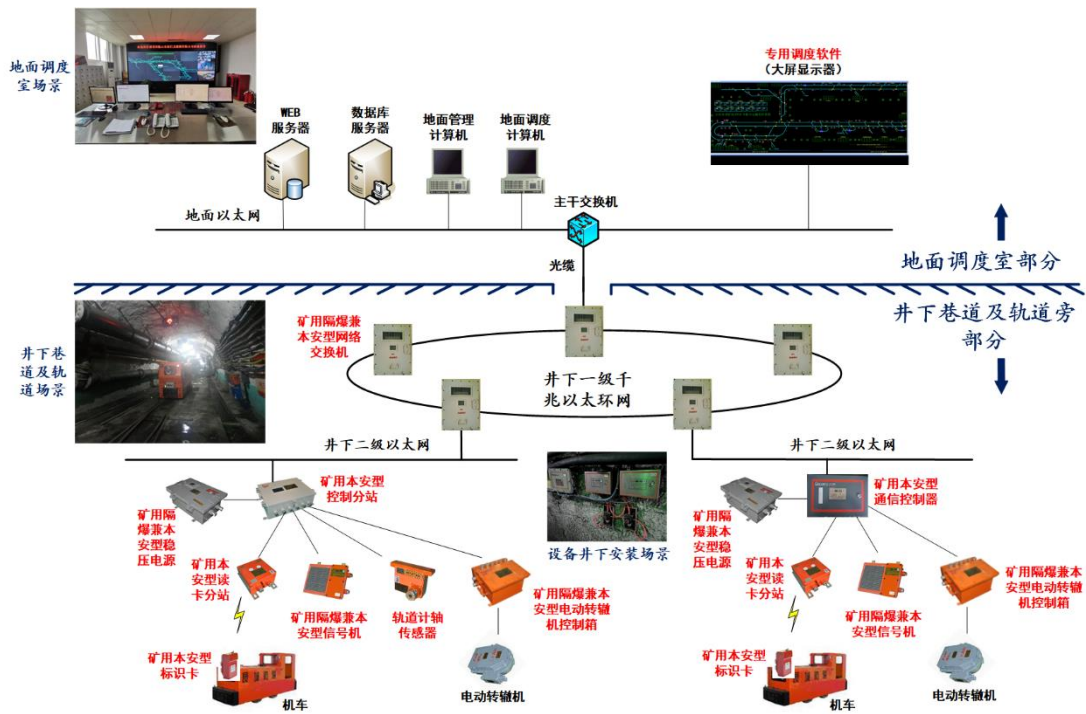 地面调度
室场景
专用调度软件
（大屏显示器）
WEB
服务器
数据库
服务器
地面管理
计算机
地面调度
计算机
主干交换机
地面以太网
光缆
地面调度室部分
井下巷道及轨道旁
部分
矿用隔爆兼
本安型网络
交换机
井下巷
道及轨
道场景
井下一级千
兆以太环网
井下二级以太网
井下二级以太网
矿用本安型
控制分站
矿用隔
爆兼本
安型稳
压电源
设备井下安装场景
矿用本安型
通信控制器
矿用隔
爆兼本
安型稳
压电源
矿用本
安型读
卡分站
矿用隔爆兼本
安型信号机
轨道计轴
传感器
矿用隔爆兼本
安型电动转辙
机控制箱
矿用本
安型读
卡分站
矿用隔爆兼本
安型信号机
矿用隔爆兼本
安型电动转辙
机控制箱
矿用本安型
标识卡
机车
电动转辙机
矿用本安型
标识卡
机车
电动转辙机